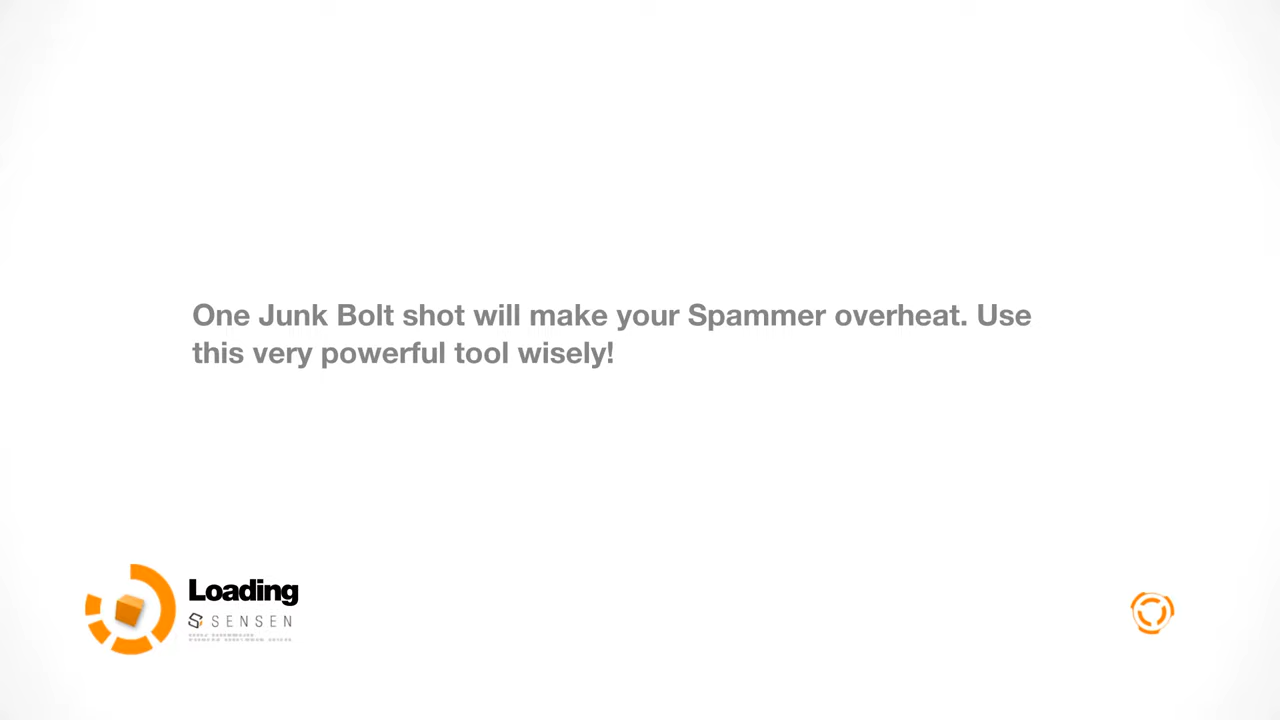 One Junk Bolt shot will make your Spammer overheat. Use
this very powerful tool wisely!
Loading
SENSEN